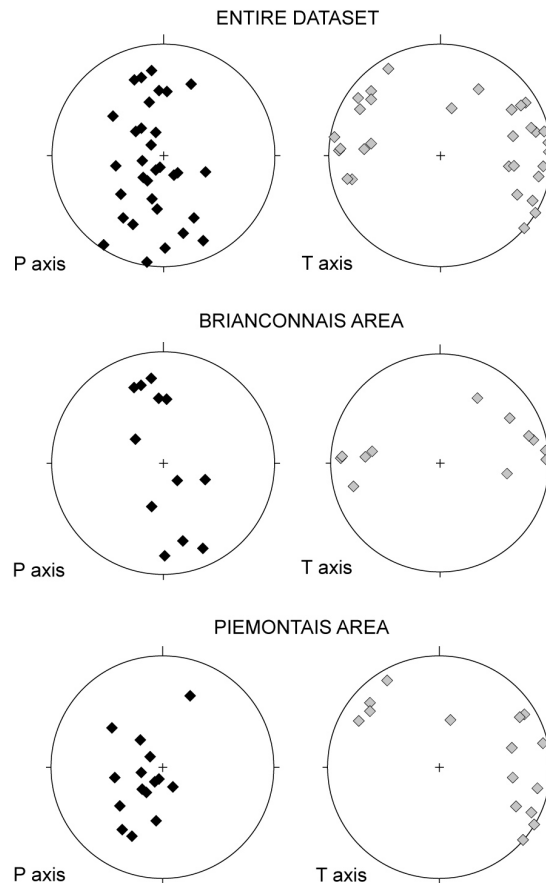 ENTIRE DATASET
P axis
T axis
BRIANCONNAIS AREA
P axis
T axis
PIEMONTAIS AREA
P axis
T axis